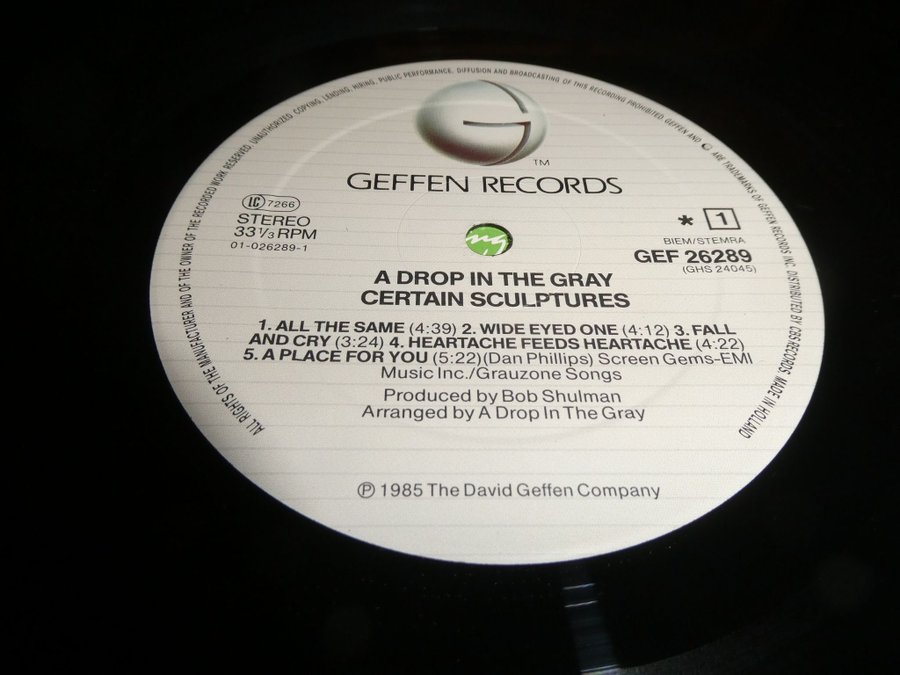 ALL RIGHTS OF THE MANUFACTURER AND OF THE OWNER OF THE RECORDED WORK RESERVED. UNAUTHORIZED COPYING, LENDING, HIRING, PUBLIC PERFORMANCE, DIFFUSION AND BROADCASTING OF THIS RECORDING PROHIBITED. GEFFEN AND G ARE TRADEMARKS OF GEFFEN RECORDS INC. DISTRIBUTED BY CBS RECORDS. MADE IN HOLLAND
TM
GEFFEN RECORDS
LC 7266
STEREO
33 1/3 RPM
01-026289-1
* 1
BIEM/STEMRA
GEF 26289
(GHS 24045)
A DROP IN THE GRAY
CERTAIN SCULPTURES
1. ALL THE SAME (4:39) 2. WIDE EYED ONE (4:12) 3. FALL
AND CRY (3:24) 4. HEARTACHE FEEDS HEARTACHE (4:22)
5. A PLACE FOR YOU (5:22)(Dan Phillips) Screen Gems-EMI
Music Inc./Grauzone Songs
Produced by Bob Shulman
Arranged by A Drop In The Gray
℗ 1985 The David Geffen Company